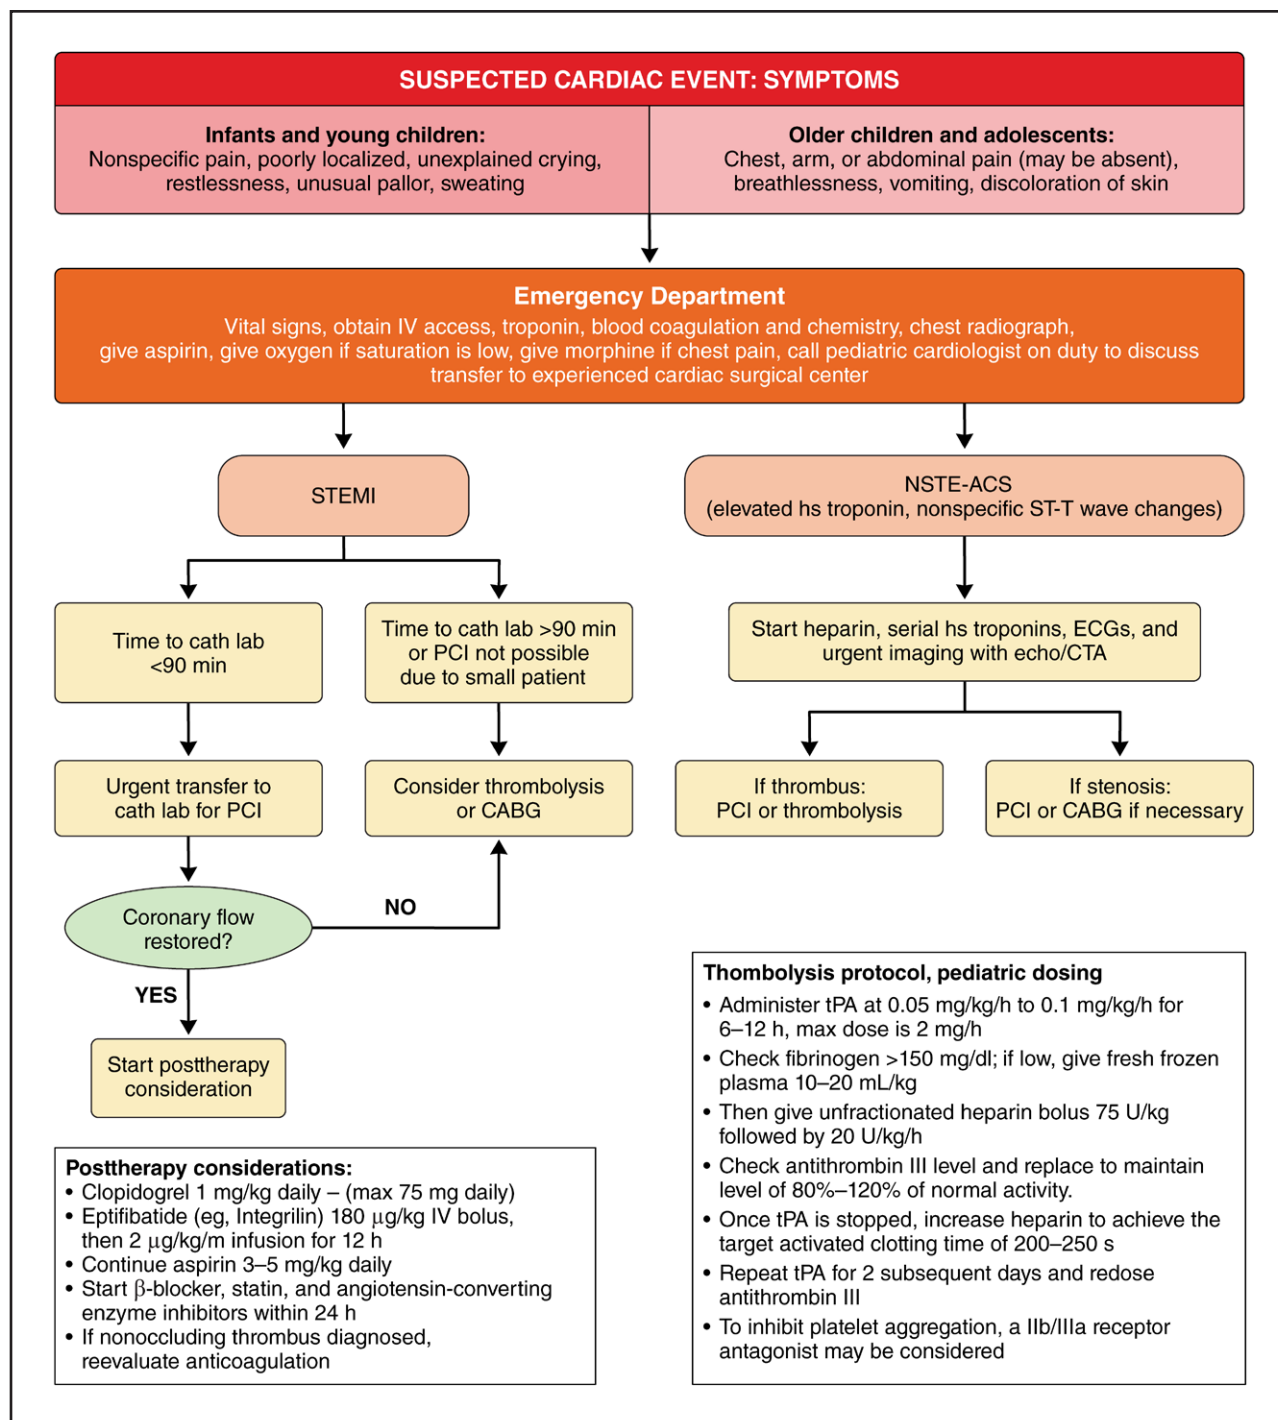 SUSPECTED CARDIAC EVENT: SYMPTOMS
Infants and young children:
Nonspecific pain, poorly localized, unexplained crying,
restlessness, unusual pallor, sweating
Older children and adolescents:
Chest, arm, or abdominal pain (may be absent),
breathlessness, vomiting, discoloration of skin
Emergency Department
Vital signs, obtain IV access, troponin, blood coagulation and chemistry, chest radiograph,
give aspirin, give oxygen if saturation is low, give morphine if chest pain, call pediatric cardiologist on duty to discuss
transfer to experienced cardiac surgical center
STEMI
NSTE-ACS
(elevated hs troponin, nonspecific ST-T wave changes)
Time to cath lab
<90 min
Time to cath lab >90 min
or PCI not possible
due to small patient
Start heparin, serial hs troponins, ECGs, and
urgent imaging with echo/CTA
Urgent transfer to
cath lab for PCI
Consider thrombolysis
or CABG
If thrombus:
PCI or thrombolysis
If stenosis:
PCI or CABG if necessary
Coronary flow
restored?
NO
YES
Start posttherapy
consideration
Posttherapy considerations:
• Clopidogrel 1 mg/kg daily – (max 75 mg daily)
• Eptifibatide (eg, Integrilin) 180 μg/kg IV bolus,
then 2 μg/kg/m infusion for 12 h
• Continue aspirin 3–5 mg/kg daily
• Start β-blocker, statin, and angiotensin-converting
enzyme inhibitors within 24 h
• If nonoccluding thrombus diagnosed,
reevaluate anticoagulation
Thombolysis protocol, pediatric dosing
• Administer tPA at 0.05 mg/kg/h to 0.1 mg/kg/h for
6–12 h, max dose is 2 mg/h
• Check fibrinogen >150 mg/dl; if low, give fresh frozen
plasma 10–20 mL/kg
• Then give unfractionated heparin bolus 75 U/kg
followed by 20 U/kg/h
• Check antithrombin III level and replace to maintain
level of 80%–120% of normal activity.
• Once tPA is stopped, increase heparin to achieve the
target activated clotting time of 200–250 s
• Repeat tPA for 2 subsequent days and redose
antithrombin III
• To inhibit platelet aggregation, a IIb/IIIa receptor
antagonist may be considered